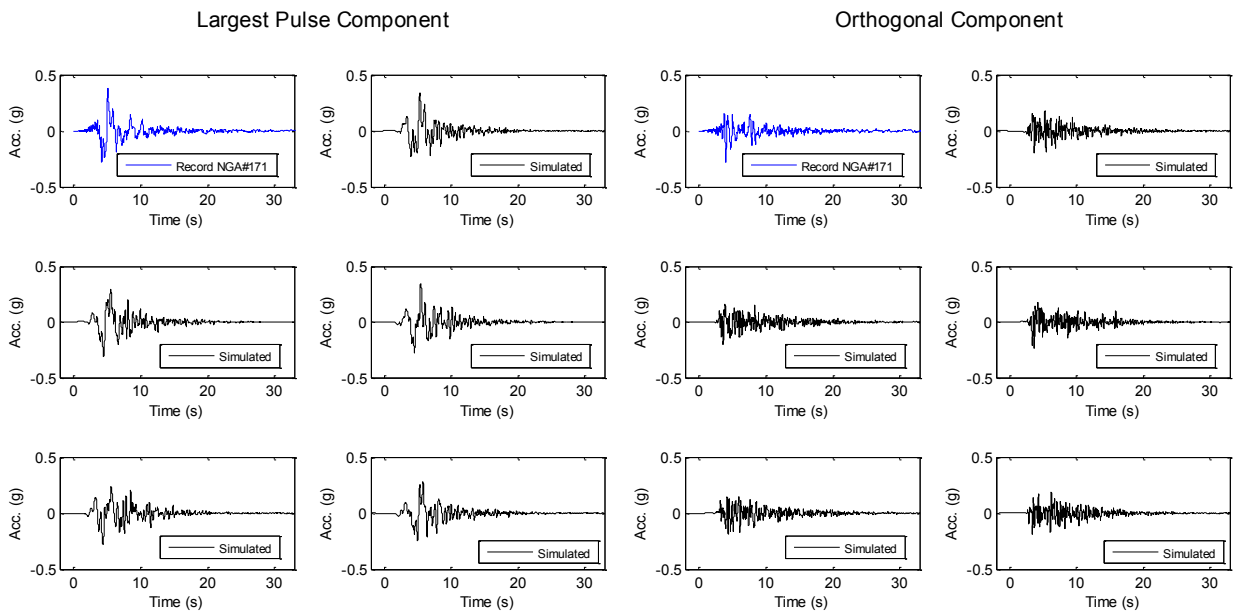 Largest Pulse Component
Orthogonal Component
0.5
0
-0.5
Acc. (g)
Record NGA#171
0 10 20 30
Time (s)
0.5
0
-0.5
Acc. (g)
Simulated
0 10 20 30
Time (s)
0.5
0
-0.5
Acc. (g)
Record NGA#171
0 10 20 30
Time (s)
0.5
0
-0.5
Acc. (g)
Simulated
0 10 20 30
Time (s)
0.5
0
-0.5
Acc. (g)
Simulated
0 10 20 30
Time (s)
0.5
0
-0.5
Acc. (g)
Simulated
0 10 20 30
Time (s)
0.5
0
-0.5
Acc. (g)
Simulated
0 10 20 30
Time (s)
0.5
0
-0.5
Acc. (g)
Simulated
0 10 20 30
Time (s)
0.5
0
-0.5
Acc. (g)
Simulated
0 10 20 30
Time (s)
0.5
0
-0.5
Acc. (g)
Simulated
0 10 20 30
Time (s)
0.5
0
-0.5
Acc. (g)
Simulated
0 10 20 30
Time (s)
0.5
0
-0.5
Acc. (g)
Simulated
0 10 20 30
Time (s)